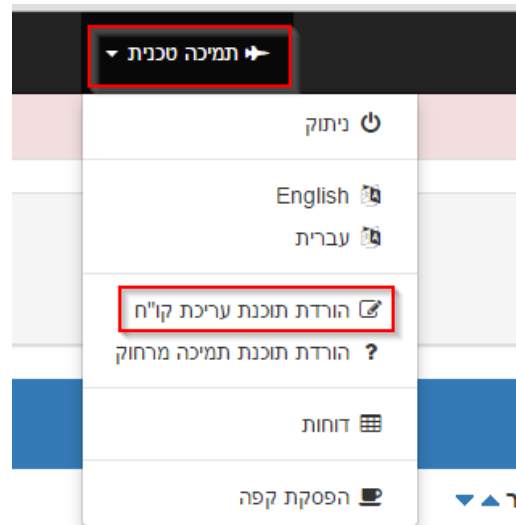 תמיכה טכנית
ניתוק
English
עברית
הורדת תוכנת עריכת קו"ח
? הורדת תוכנת תמיכה מרחוק
דוחות
הפסקת קפה